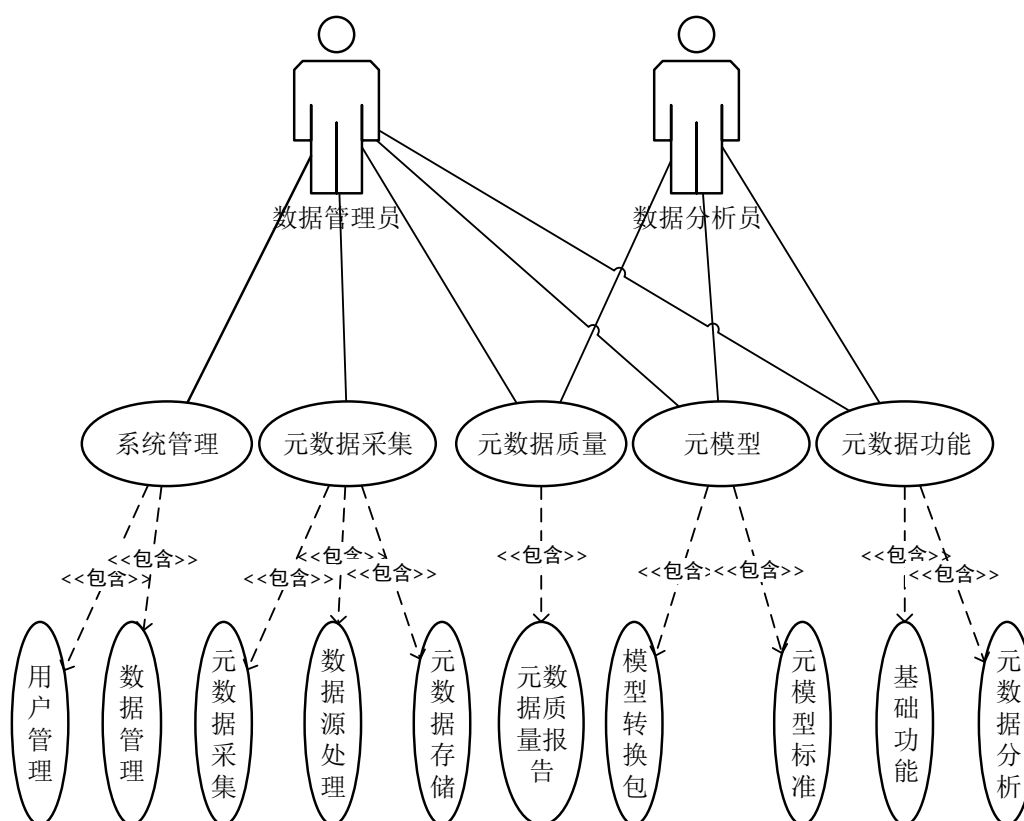 数据管理员
数据分析员
系统管理
元数据采集
元数据质量
元模型
元数据功能
<<包含>>
<<包含>>
<<包含>>
<<包含>>
<<包含>>
<<包含>>
<<包含>>
<<包含>>
<<包含>>
<<包含>>
用户管理
数据管理
元数据采集
数据源处理
元数据存储
元数
据质
量报
告
模型转换包
元模型标准
基础功能
元数据分析